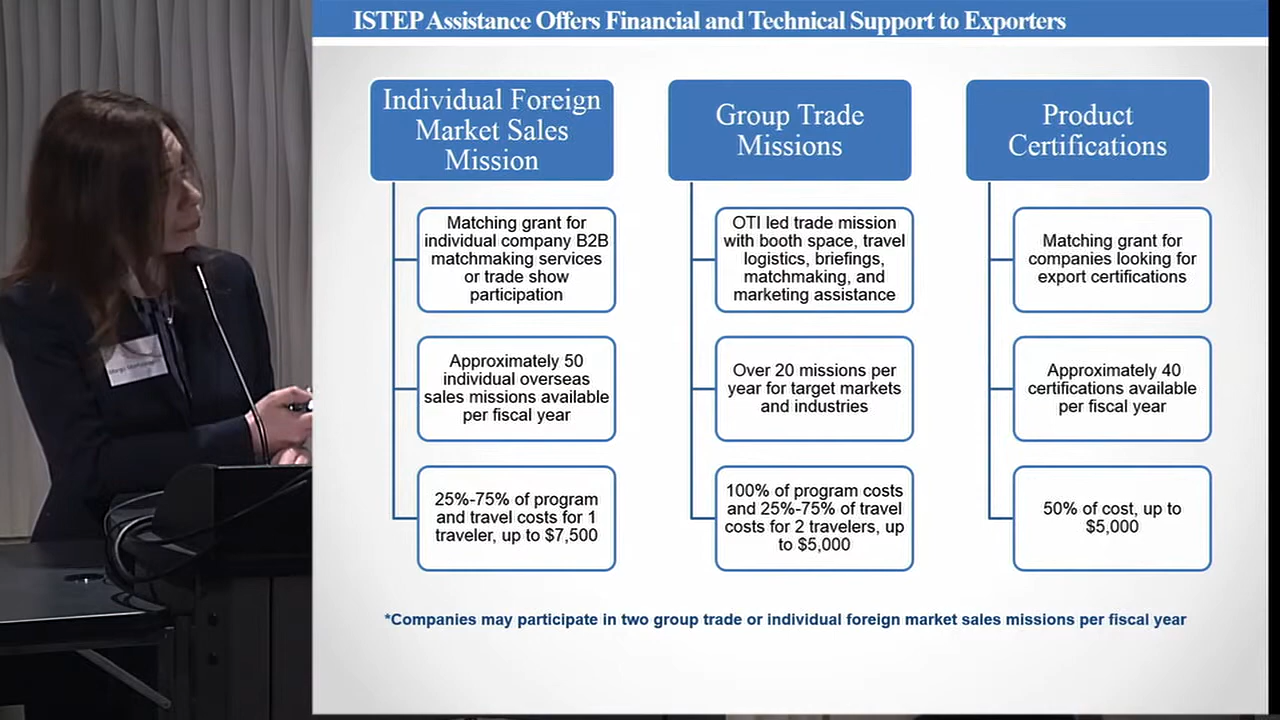 ISTEP Assistance Offers Financial and Technical Support to Exporters
Individual Foreign
Market Sales
Mission
Matching grant for
individual company B2B
matchmaking services
or trade show
participation
Approximately 50
individual overseas
sales missions available
per fiscal year
25%-75% of program
and travel costs for 1
traveler, up to $7,500
Group Trade
Missions
OTI led trade mission
with booth space, travel
logistics, briefings,
matchmaking, and
marketing assistance
Over 20 missions per
year for target markets
and industries
100% of program costs
and 25%-75% of travel
costs for 2 travelers, up
to $5,000
Product
Certifications
Matching grant for
companies looking for
export certifications
Approximately 40
certifications available
per fiscal year
50% of cost, up to
$5,000
*Companies may participate in two group trade or individual foreign market sales missions per fiscal year